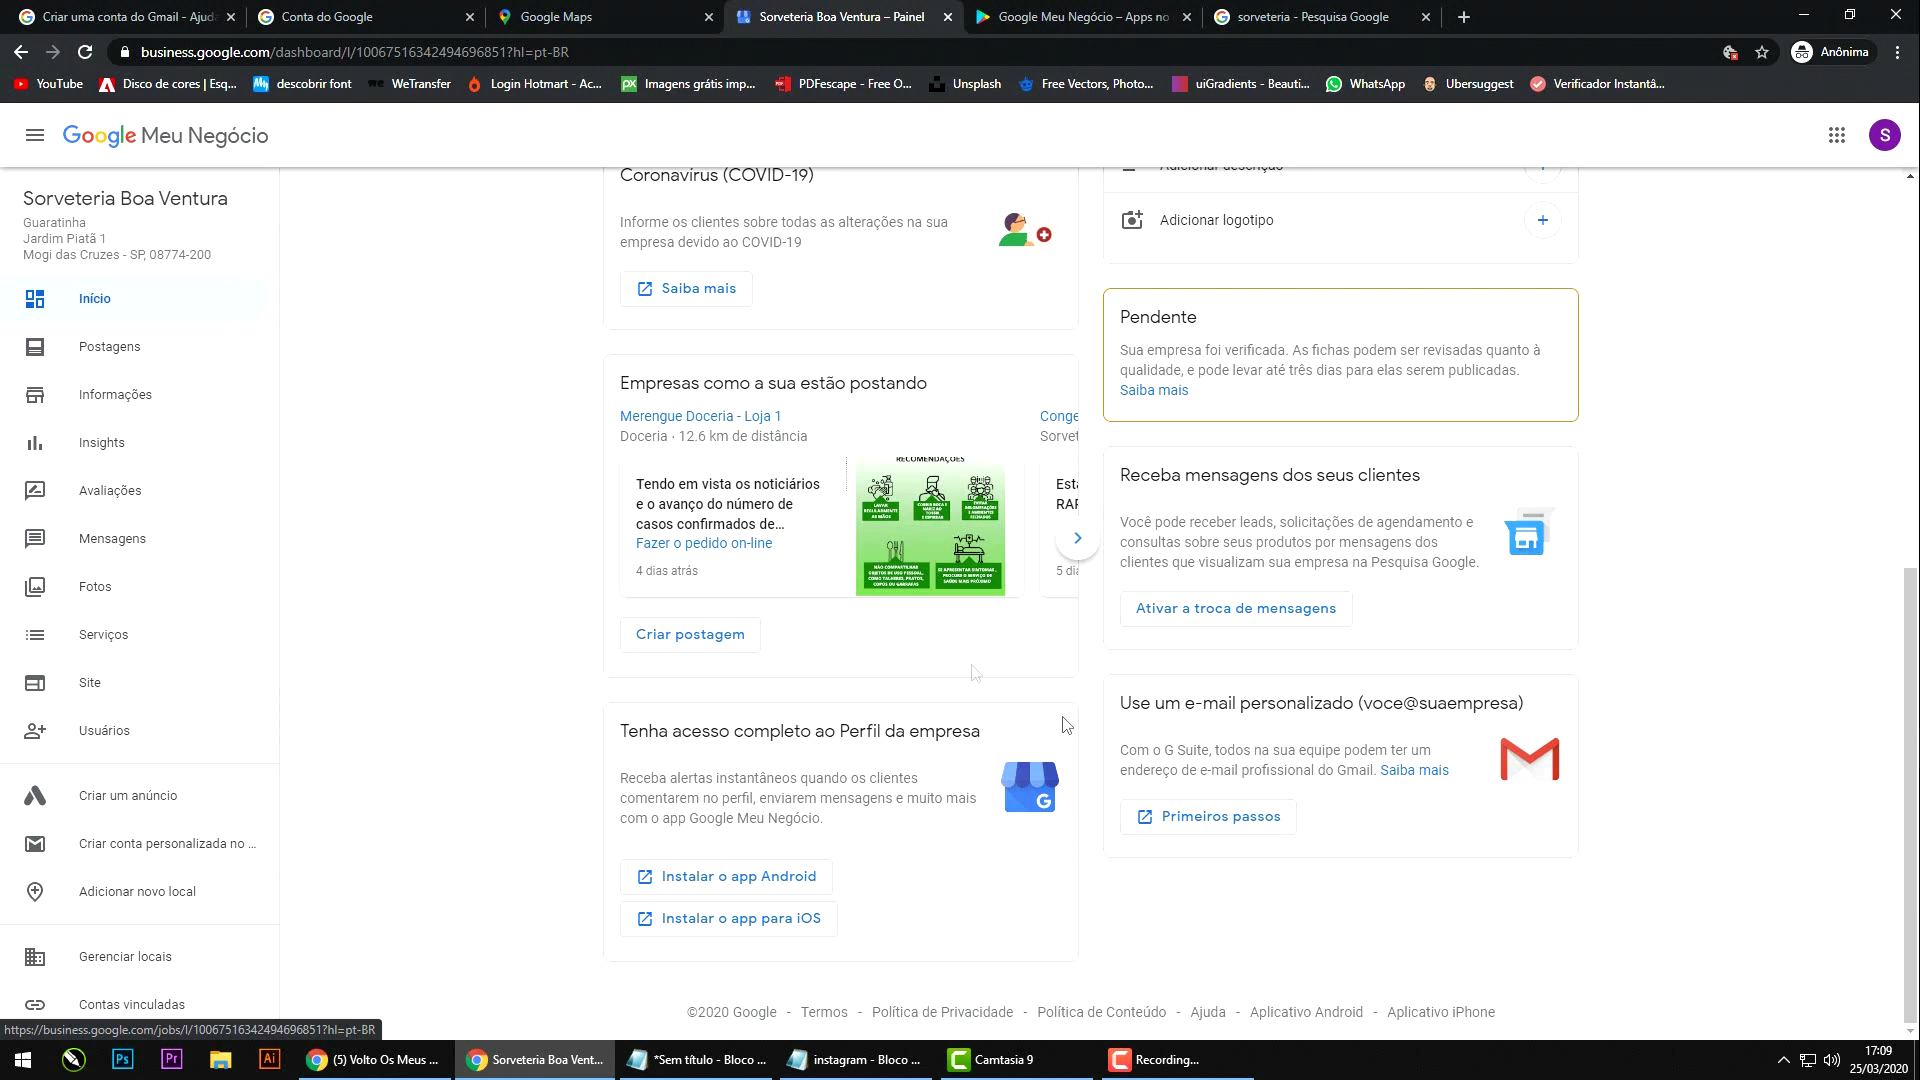 Criar uma conta do Gmail - Ajuda
Conta do Google
Google Maps
Sorveteria Boa Ventura – Painel
Google Meu Negócio – Apps no
sorveteria - Pesquisa Google
business.google.com/dashboard/l/10067516342494696851?hl=pt-BR
Anônima
YouTube
Disco de cores | Esq...
descobrir font
WeTransfer
Login Hotmart - Ac...
Imagens grátis imp...
PDFescape - Free O...
Unsplash
Free Vectors, Photo...
uiGradients - Beauti...
WhatsApp
Ubersuggest
Verificador Instantâ...
Google Meu Negócio
S
Sorveteria Boa Ventura
Guaratinha
Jardim Piatã 1
Mogi das Cruzes - SP, 08774-200
Início
Postagens
Informações
Insights
Avaliações
Mensagens
Fotos
Serviços
Site
Usuários
Criar um anúncio
Criar conta personalizada no ...
Adicionar novo local
Gerenciar locais
Contas vinculadas
https://business.google.com/jobs/l/10067516342494696851?hl=pt-BR
Coronavírus (COVID-19)
Informe os clientes sobre todas as alterações na sua
empresa devido ao COVID-19
Saiba mais
Empresas como a sua estão postando
Merengue Doceria - Loja 1
Doceria · 12.6 km de distância
Tendo em vista os noticiários
e o avanço do número de
casos confirmados de...
Fazer o pedido on-line
4 dias atrás
RECOMENDAÇÕES
Conge
Sorvet
Esta
RAF
5 dia
Criar postagem
Tenha acesso completo ao Perfil da empresa
Receba alertas instantâneos quando os clientes
comentarem no perfil, enviarem mensagens e muito mais
com o app Google Meu Negócio.
G
Instalar o app Android
Instalar o app para iOS
Adicionar descrição
Adicionar logotipo
Pendente
Sua empresa foi verificada. As fichas podem ser revisadas quanto à
qualidade, e pode levar até três dias para elas serem publicadas.
Saiba mais
Receba mensagens dos seus clientes
Você pode receber leads, solicitações de agendamento e
consultas sobre seus produtos por mensagens dos
clientes que visualizam sua empresa na Pesquisa Google.
Ativar a troca de mensagens
Use um e-mail personalizado (voce@suaempresa)
Com o G Suite, todos na sua equipe podem ter um
endereço de e-mail profissional do Gmail. Saiba mais
Primeiros passos
©2020 Google - Termos - Política de Privacidade - Política de Conteúdo - Ajuda - Aplicativo Android - Aplicativo iPhone
Ps
Pr
Ai
(5) Volto Os Meus ...
Sorveteria Boa Vent...
*Sem título - Bloco ...
instagram - Bloco ...
Camtasia 9
Recording...
17:09
25/03/2020